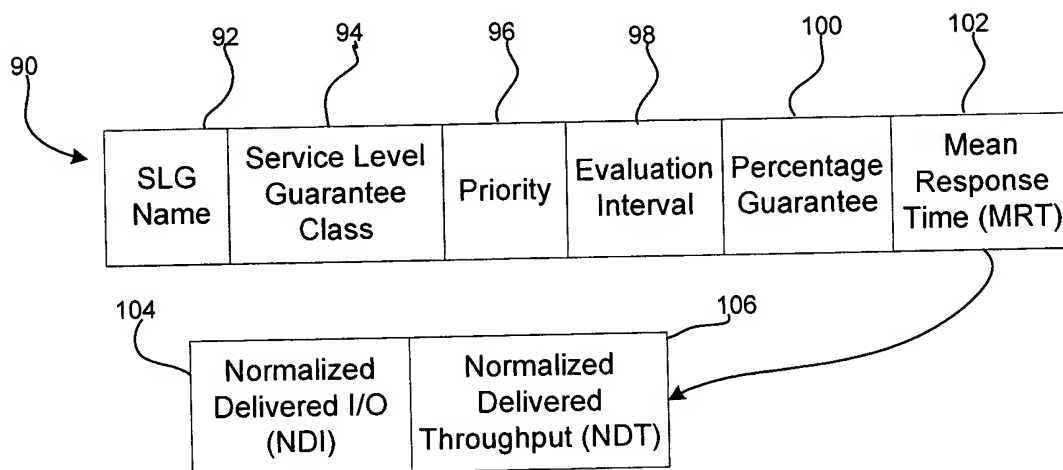 90
92
94
96
98
100
102
SLG
Name
Service Level
Guarantee
Class
Priority
Evaluation
Interval
Percentage
Guarantee
Mean
Response
Time (MRT)
104
106
Normalized
Delivered I/O
(NDI)
Normalized
Delivered
Throughput (NDT)